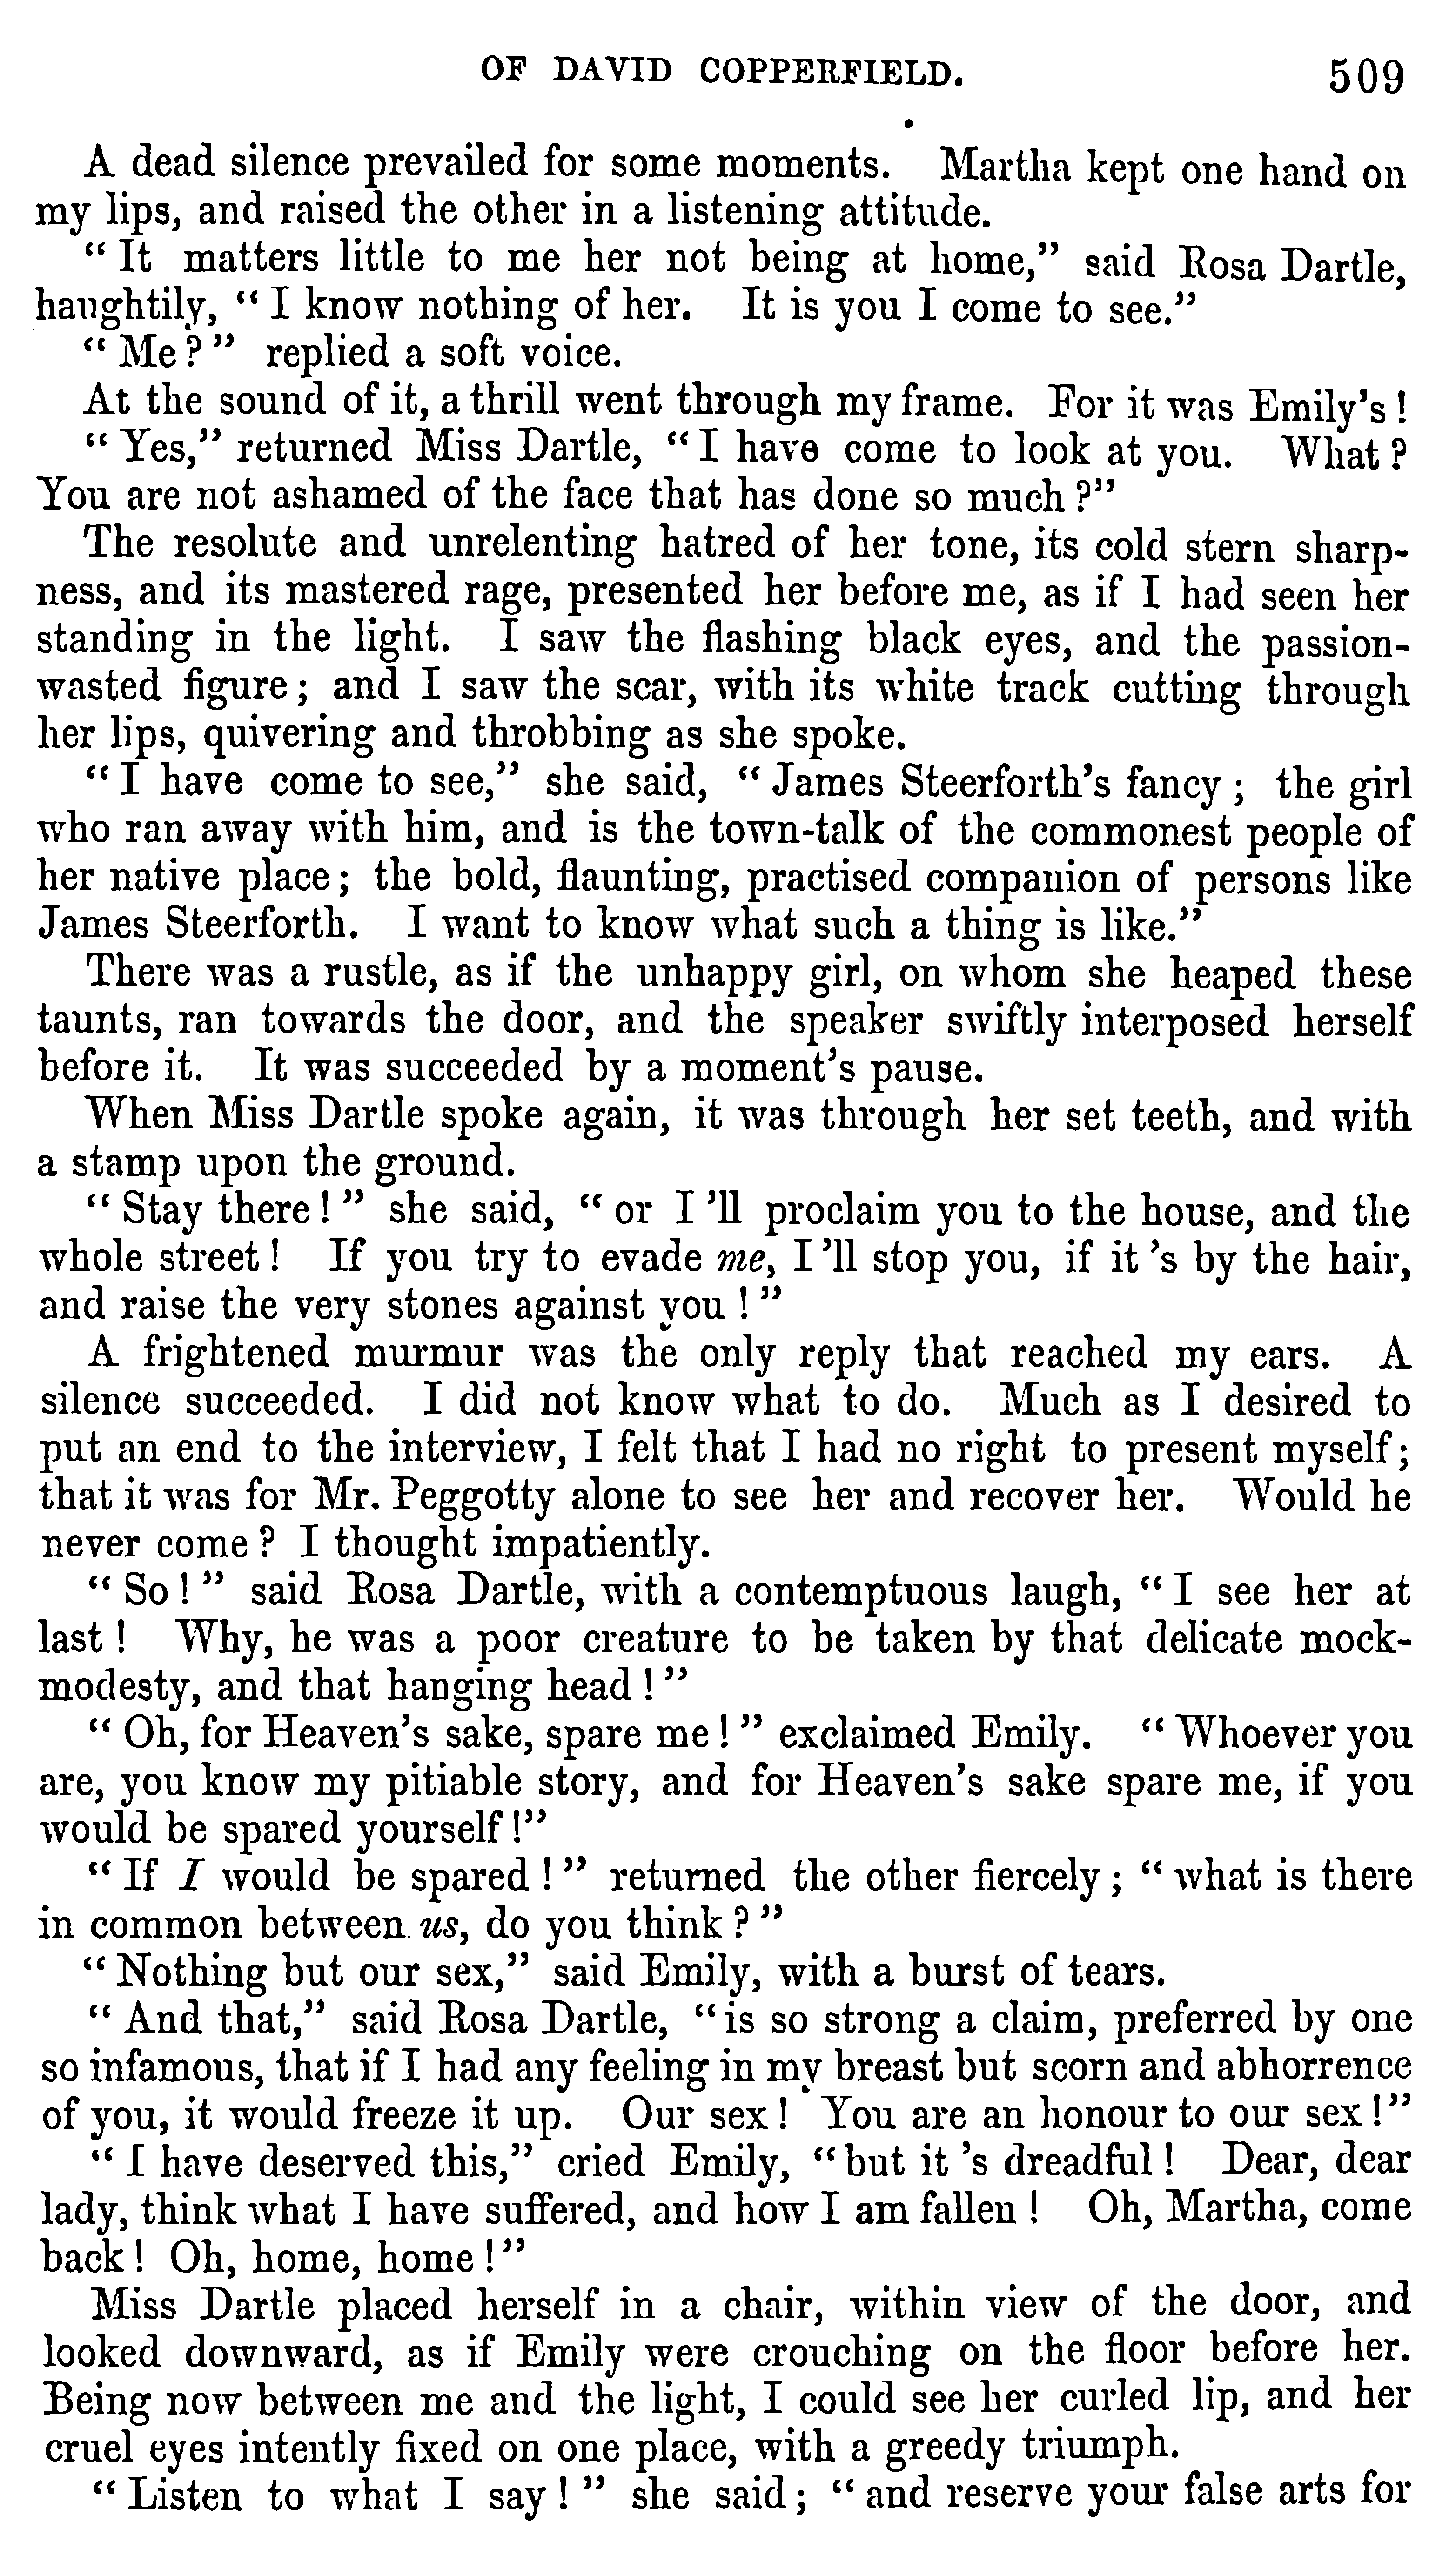 OF DAVID COPPERFIELD. 509
A dead silence prevailed for some moments. Martha kept one hand on
my lips, and raised the other in a listening attitude.
“ It matters little to me her not being at home,” said Rosa Dartle,
haughtily, “ I know nothing of her. It is you I come to see.”
“ Me ? ” replied a soft voice.
At the sound of it, a thrill went through my frame. For it was Emily’s !
“ Yes,” returned Miss Dartle, “ I have come to look at you. What ?
You are not ashamed of the face that has done so much ?”
The resolute and unrelenting hatred of her tone, its cold stern sharp-
ness, and its mastered rage, presented her before me, as if I had seen her
standing in the light. I saw the flashing black eyes, and the passion-
wasted figure ; and I saw the scar, with its white track cutting through
her lips, quivering and throbbing as she spoke.
“ I have come to see,” she said, “ James Steerforth’s fancy ; the girl
who ran away with him, and is the town-talk of the commonest people of
her native place ; the bold, flaunting, practised companion of persons like
James Steerforth. I want to know what such a thing is like.”
There was a rustle, as if the unhappy girl, on whom she heaped these
taunts, ran towards the door, and the speaker swiftly interposed herself
before it. It was succeeded by a moment’s pause.
When Miss Dartle spoke again, it was through her set teeth, and with
a stamp upon the ground.
“ Stay there ! ” she said, “ or I ’ll proclaim you to the house, and the
whole street ! If you try to evade me, I ’ll stop you, if it ’s by the hair,
and raise the very stones against you ! ”
A frightened murmur was the only reply that reached my ears. A
silence succeeded. I did not know what to do. Much as I desired to
put an end to the interview, I felt that I had no right to present myself ;
that it was for Mr. Peggotty alone to see her and recover her. Would he
never come ? I thought impatiently.
“ So ! ” said Rosa Dartle, with a contemptuous laugh, “ I see her at
last ! Why, he was a poor creature to be taken by that delicate mock-
modesty, and that hanging head ! ”
“ Oh, for Heaven’s sake, spare me ! ” exclaimed Emily. “ Whoever you
are, you know my pitiable story, and for Heaven’s sake spare me, if you
would be spared yourself !”
“ If I would be spared ! ” returned the other fiercely ; “ what is there
in common between us, do you think ? ”
“ Nothing but our sex,” said Emily, with a burst of tears.
“ And that,” said Rosa Dartle, “ is so strong a claim, preferred by one
so infamous, that if I had any feeling in my breast but scorn and abhorrence
of you, it would freeze it up. Our sex ! You are an honour to our sex !”
“ I have deserved this,” cried Emily, “ but it ’s dreadful ! Dear, dear
lady, think what I have suffered, and how I am fallen ! Oh, Martha, come
back ! Oh, home, home !”
Miss Dartle placed herself in a chair, within view of the door, and
looked downward, as if Emily were crouching on the floor before her.
Being now between me and the light, I could see her curled lip, and her
cruel eyes intently fixed on one place, with a greedy triumph.
“ Listen to what I say ! ” she said ; “ and reserve your false arts for